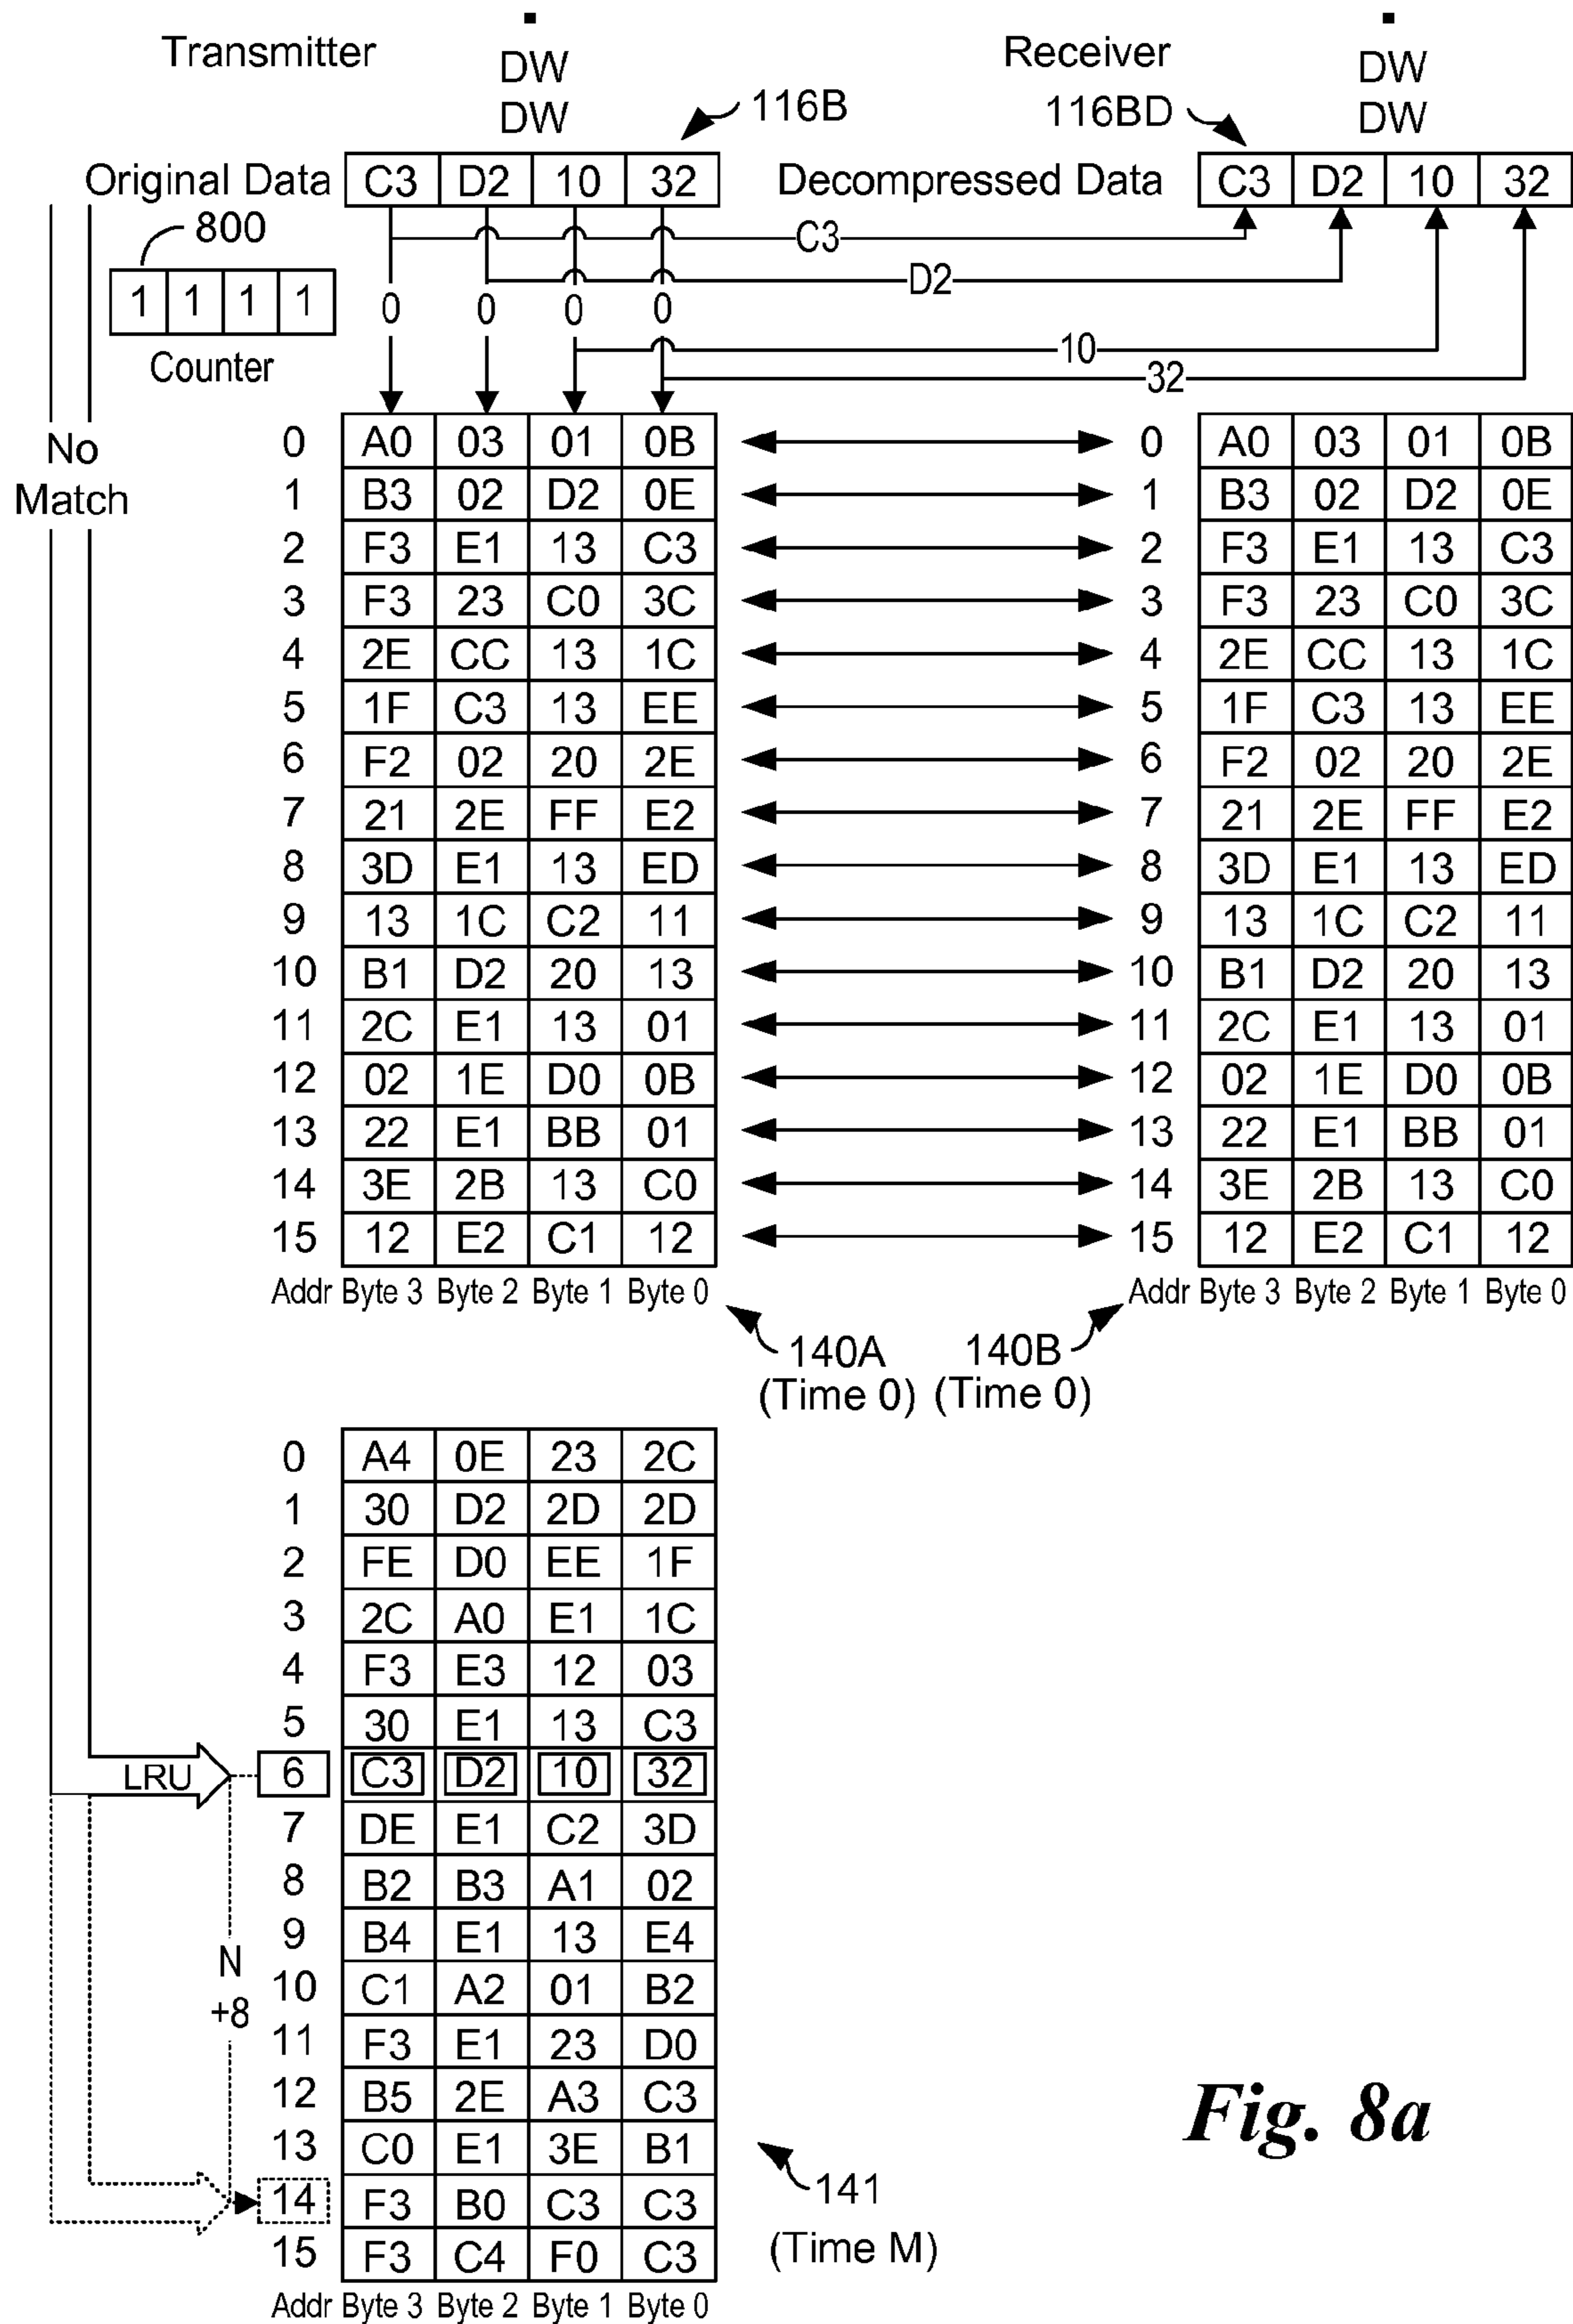 Transmitter DW Receiver DW
DW 116B 116BD DW
Original Data C3 D2 10 32 Decompressed Data C3 D2 10 32
800 C3
1 1 1 1 0 0 0 0 D2
Counter 10
32
No Match
0 A0 03 01 0B 0 A0 03 01 0B
1 B3 02 D2 0E 1 B3 02 D2 0E
2 F3 E1 13 C3 2 F3 E1 13 C3
3 F3 23 C0 3C 3 F3 23 C0 3C
4 2E CC 13 1C 4 2E CC 13 1C
5 1F C3 13 EE 5 1F C3 13 EE
6 F2 02 20 2E 6 F2 02 20 2E
7 21 2E FF E2 7 21 2E FF E2
8 3D E1 13 ED 8 3D E1 13 ED
9 13 1C C2 11 9 13 1C C2 11
10 B1 D2 20 13 10 B1 D2 20 13
11 2C E1 13 01 11 2C E1 13 01
12 02 1E D0 0B 12 02 1E D0 0B
13 22 E1 BB 01 13 22 E1 BB 01
14 3E 2B 13 C0 14 3E 2B 13 C0
15 12 E2 C1 12 15 12 E2 C1 12
Addr Byte 3 Byte 2 Byte 1 Byte 0 Addr Byte 3 Byte 2 Byte 1 Byte 0
140A 140B
(Time 0) (Time 0)
0 A4 0E 23 2C
1 30 D2 2D 2D
2 FE D0 EE 1F
3 2C A0 E1 1C
4 F3 E3 12 03
5 30 E1 13 C3
LRU 6 C3 D2 10 32
7 DE E1 C2 3D
8 B2 B3 A1 02
9 B4 E1 13 E4
N 10 C1 A2 01 B2
+8 11 F3 E1 23 D0
12 B5 2E A3 C3
13 C0 E1 3E B1
14 F3 B0 C3 C3 141
15 F3 C4 F0 C3 (Time M)
Addr Byte 3 Byte 2 Byte 1 Byte 0
Fig. 8a